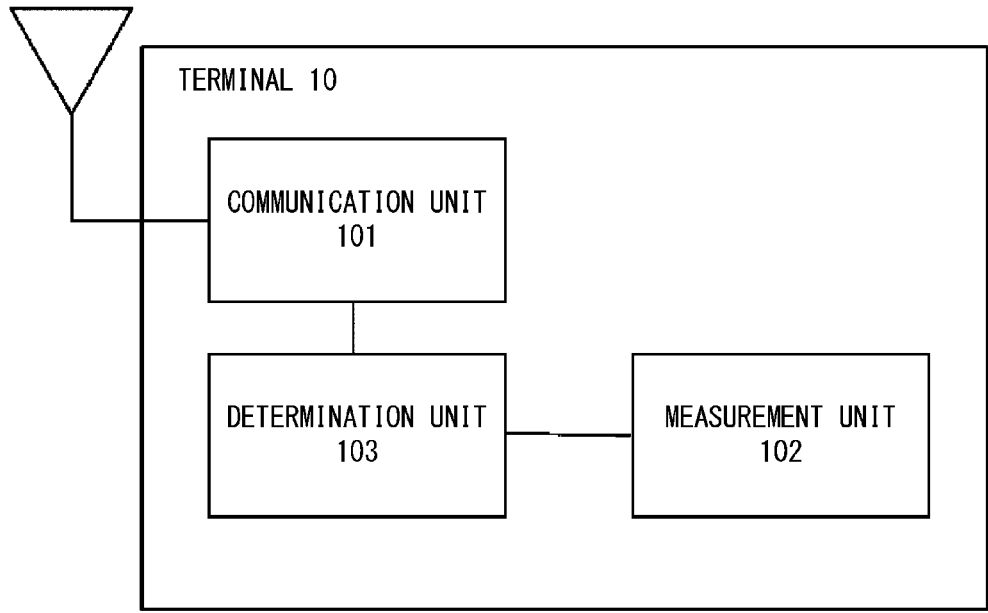 TERMINAL 10
COMMUNICATION UNIT
101
DETERMINATION UNIT
103
MEASUREMENT UNIT
102